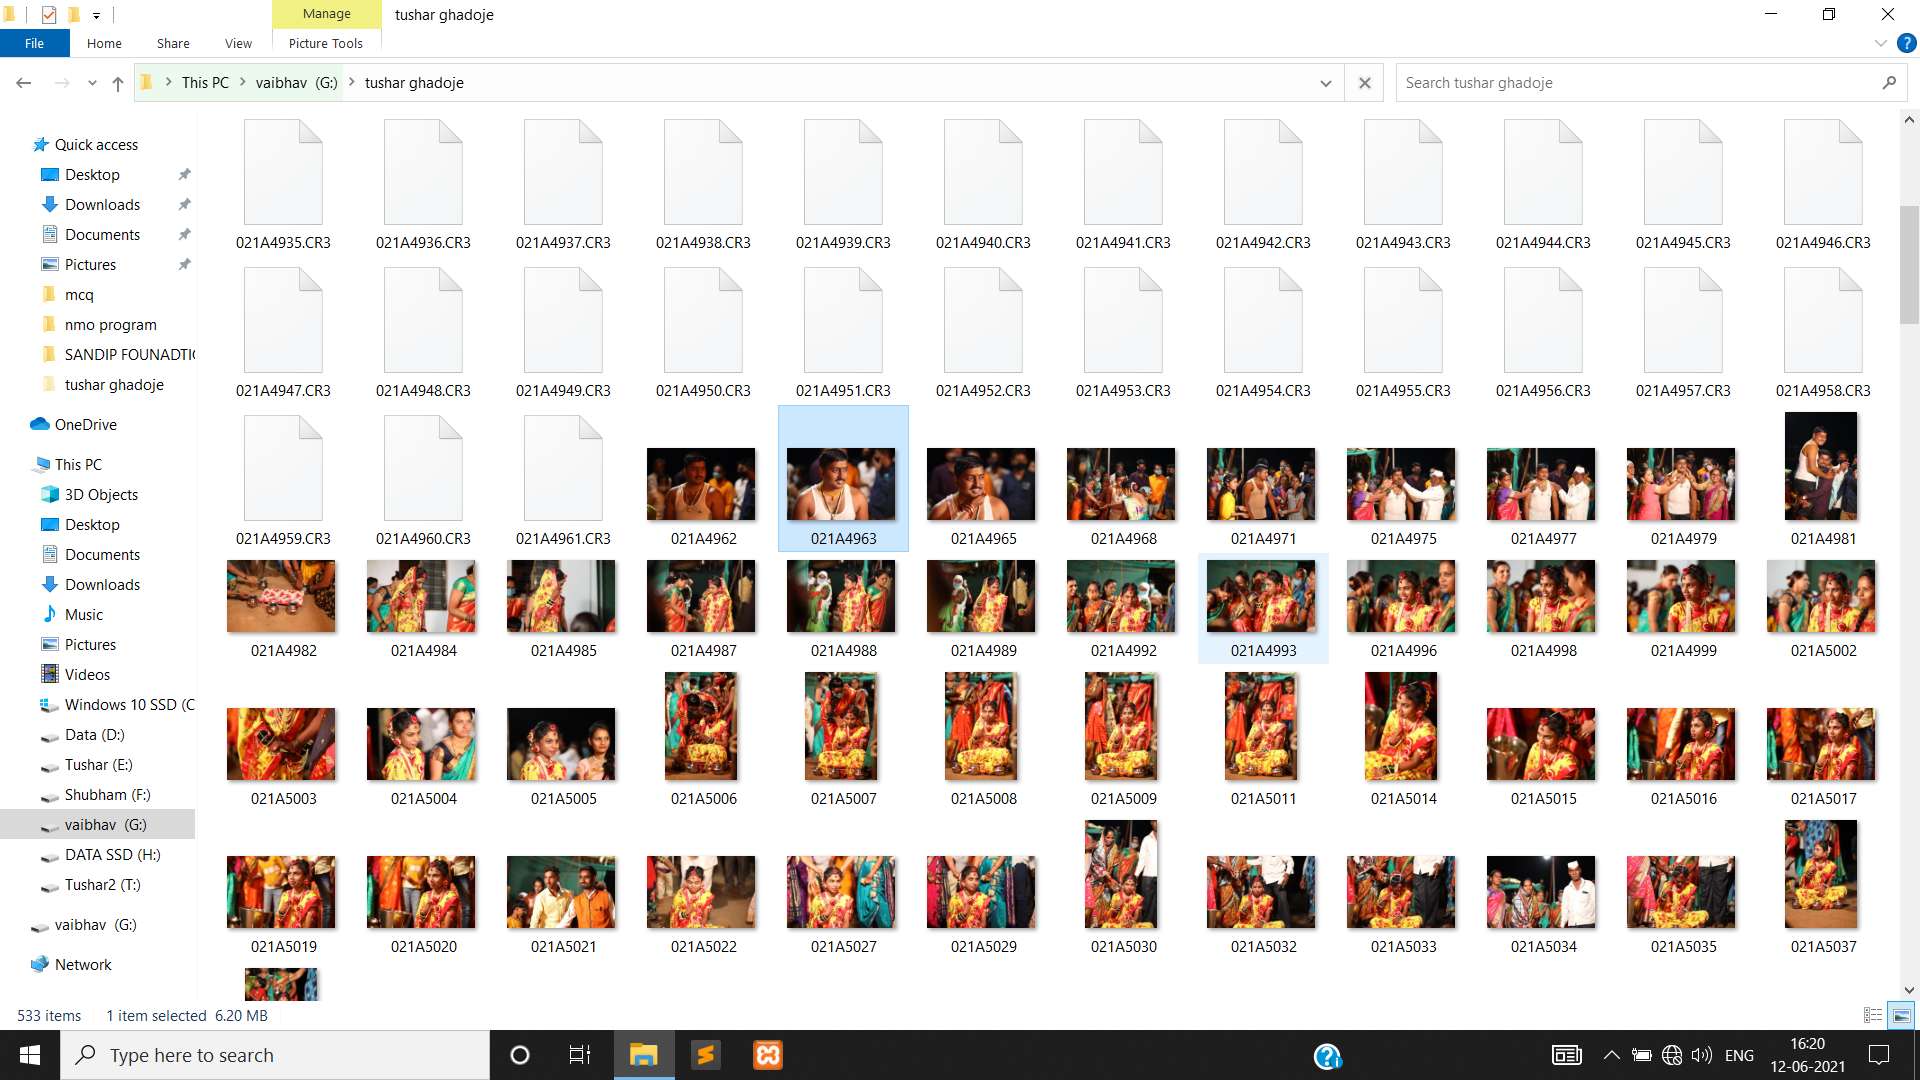 Manage
tushar ghadoje
File
Home
Share
View
Picture Tools
This PC
vaibhav (G:)
tushar ghadoje
Search tushar ghadoje
Quick access
Desktop
Downloads
Documents
Pictures
mcq
nmo program
SANDIP FOUNADTI
tushar ghadoje
OneDrive
This PC
3D Objects
Desktop
Documents
Downloads
Music
Pictures
Videos
Windows 10 SSD (C
Data (D:)
Tushar (E:)
Shubham (F:)
vaibhav (G:)
DATA SSD (H:)
Tushar2 (T:)
vaibhav (G:)
Network
021A4935.CR3 021A4936.CR3 021A4937.CR3 021A4938.CR3 021A4939.CR3 021A4940.CR3 021A4941.CR3 021A4942.CR3 021A4943.CR3 021A4944.CR3 021A4945.CR3 021A4946.CR3
021A4947.CR3 021A4948.CR3 021A4949.CR3 021A4950.CR3 021A4951.CR3 021A4952.CR3 021A4953.CR3 021A4954.CR3 021A4955.CR3 021A4956.CR3 021A4957.CR3 021A4958.CR3
021A4959.CR3 021A4960.CR3 021A4961.CR3 021A4962 021A4963 021A4965 021A4968 021A4971 021A4975 021A4977 021A4979 021A4981
021A4982 021A4984 021A4985 021A4987 021A4988 021A4989 021A4992 021A4993 021A4996 021A4998 021A4999 021A5002
021A5003 021A5004 021A5005 021A5006 021A5007 021A5008 021A5009 021A5011 021A5014 021A5015 021A5016 021A5017
021A5019 021A5020 021A5021 021A5022 021A5027 021A5029 021A5030 021A5032 021A5033 021A5034 021A5035 021A5037
533 items 1 item selected 6.20 MB
Type here to search
ENG
16:20
12-06-2021